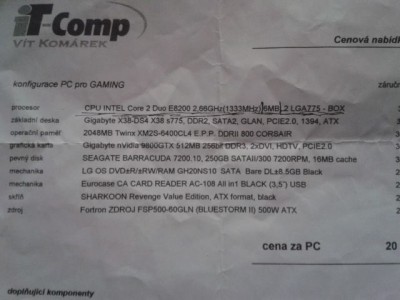 iT-Comp
VÍT KOMÁREK
Cenová nabídk
konfigurace PC pro GAMING
záruč
procesor CPU INTEL Core 2 Duo E8200 2.66GHz(1333MHz) 6MB L2 LGA775 - BOX
základní deska Gigabyte X38-DS4 X38 s775, DDR2, SATA2, GLAN, PCIE2.0, 1394, ATX
operační paměť 2048MB Twinx XM2S-6400CL4 E.P.P. DDRII 800 CORSAIR
grafická karta Gigabyte nvidia 9800GTX 512MB 256bit DDR3, 2xDVI, HDTV, PCIE2.0
pevný disk SEAGATE BARRACUDA 7200.10, 250GB SATAII/300 7200RPM, 16MB cache
mechanika LG OS DVD±R/±RW/RAM GH20NS10 SATA Bare DL±8,5GB Black
mechanika Eurocase CA CARD READER AC-108 All in1 BLACK (3,5") USB
skříň SHARKOON Revenge Value Edition, ATX format, black
zdroj Fortron ZDROJ FSP500-60GLN (BLUESTORM II) 500W ATX
cena za PC 20
doplňující komponenty